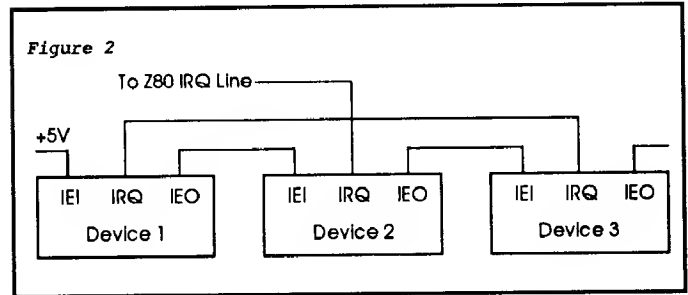 Figure 2
To Z80 IRQ Line
+5V
IEI IRQ IEO IEI IRQ IEO IEI IRQ IEO
Device 1 Device 2 Device 3